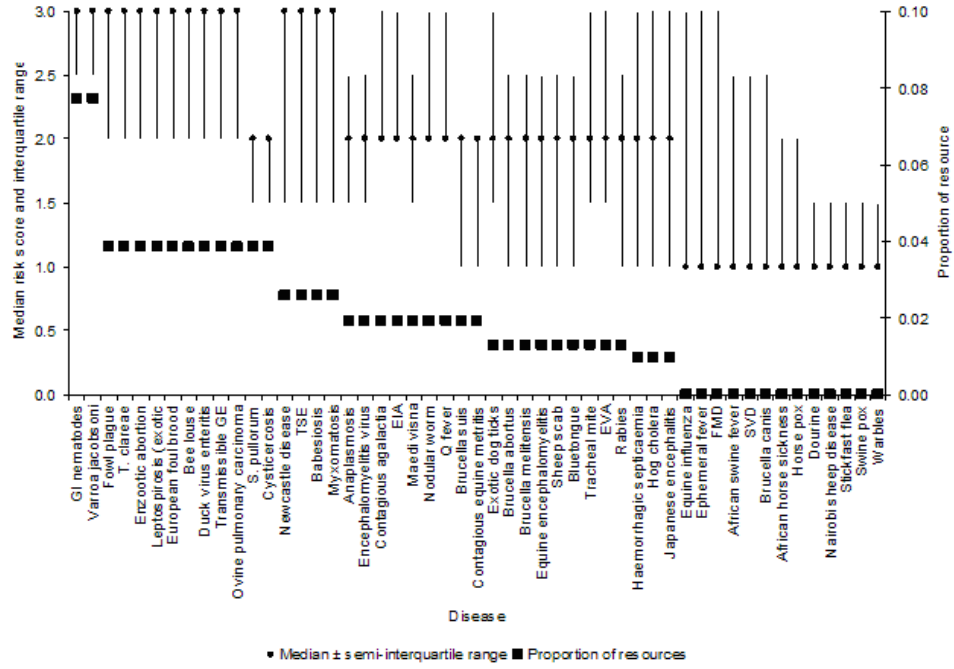 3.0
2.5
2.0
1.5
1.0
0.5
0.0
Median risk score and interquartile range
0.10
0.08
0.06
0.04
0.02
0.00
Proportion of resource
GI nematodes
Varroa jacobsoni
Fowl plague
T. clareae
Enzootic abortion
Leptospirosis (exotic
European foul brood
Bee louse
Duck virus enteritis
Transmissible GE
Ovine pulmonary carcinoma
S. pullorum
Cysticercosis
Newcastle disease
TSE
Babesiosis
Myxomatosis
Anaplasmosis
Encephalomyelitis virus
Contagious agalactia
EIA
Maedi visna
Nodular worm
Q fever
Brucella suis
Contagious equine metritis
Exotic dog ticks
Brucella abortus
Brucella melitensis
Equine encephalomyelitis
Sheep scab
Bluetongue
Tracheal mite
EVA
Rabies
Haemorrhagic septicaemia
Hog cholera
Japanese encephalitis
Equine influenza
Ephemeral fever
FMD
African swine fever
SVD
Brucella canis
African horse sickness
Horse pox
Dourine
Nairobi sheep disease
Stickfast flea
Swine pox
Warbles
Disease
Median ± semi-interquartile range Proportion of resources